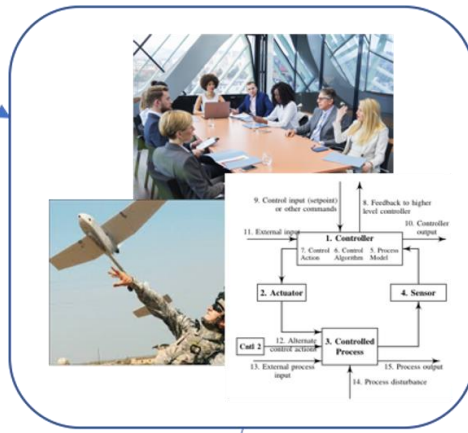 9. Control input (setpoint)
or other commands
8. Feedback to higher
level controller
10. Controller
output
11. External input
1. Controller
7. Control
Action
6. Control
Algorithm
5. Process
Model
2. Actuator
4. Sensor
12. Alternate
control actions
Cntl 2
3. Controlled
Process
13. External process
input
15. Process output
14. Process disturbance